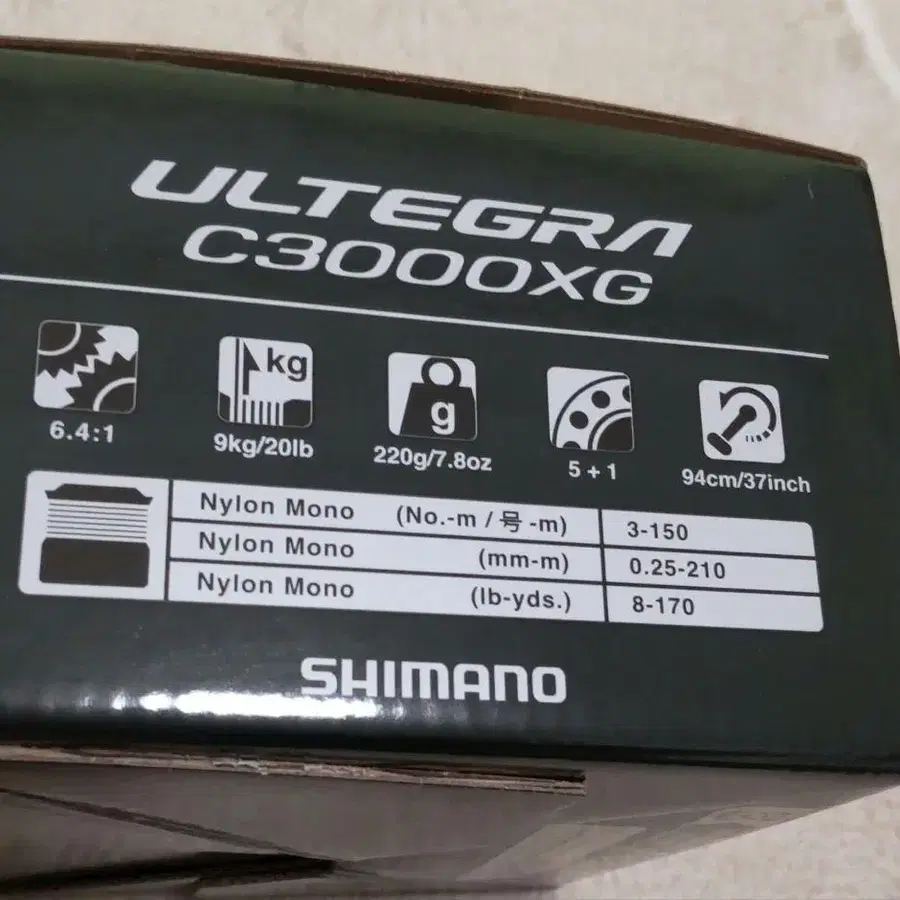 ULTEGRA
C3000XG
kg
g
6.4:1
9kg/20lb
220g/7.8oz
5+1
94cm/37inch
Nylon Mono (No.-m / 号 -m) 3-150
Nylon Mono (mm-m) 0.25-210
Nylon Mono (lb-yds.) 8-170
SHIMANO